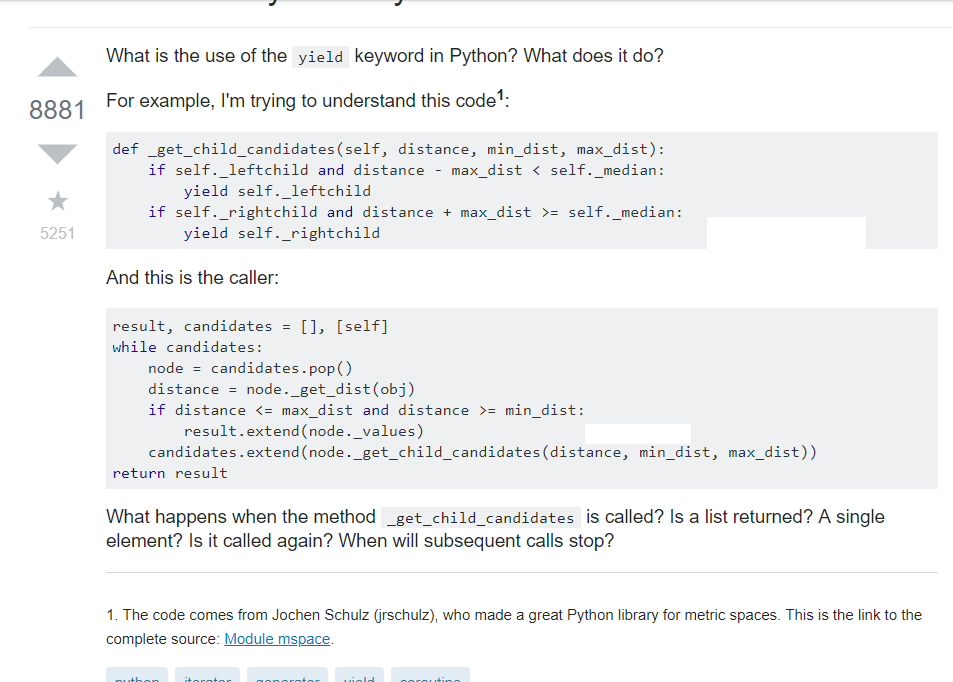 What is the use of the yield keyword in Python? What does it do?
8881
For example, I'm trying to understand this code1:
def _get_child_candidates(self, distance, min_dist, max_dist):
    if self._leftchild and distance - max_dist < self._median:
        yield self._leftchild
    if self._rightchild and distance + max_dist >= self._median:
        yield self._rightchild
5251
And this is the caller:
result, candidates = [], [self]
while candidates:
    node = candidates.pop()
    distance = node._get_dist(obj)
    if distance <= max_dist and distance >= min_dist:
        result.extend(node._values)
    candidates.extend(node._get_child_candidates(distance, min_dist, max_dist))
return result
What happens when the method _get_child_candidates is called? Is a list returned? A single
element? Is it called again? When will subsequent calls stop?
1. The code comes from Jochen Schulz (jrschulz), who made a great Python library for metric spaces. This is the link to the
complete source: Module mspace.
python iterator generator yield coroutine